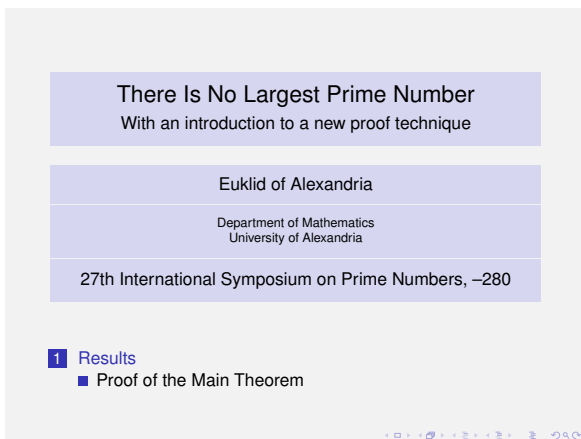 There Is No Largest Prime Number
With an introduction to a new proof technique
Euklid of Alexandria
Department of Mathematics
University of Alexandria
27th International Symposium on Prime Numbers, –280
1 Results
Proof of the Main Theorem